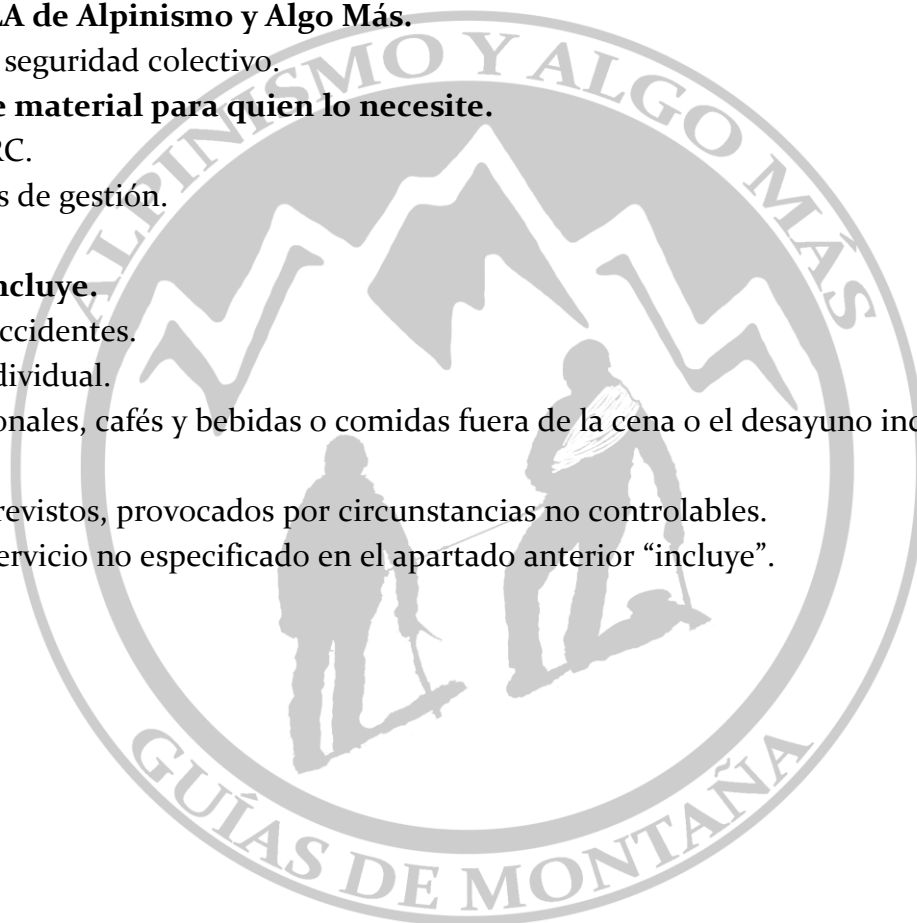 LA de Alpinismo y Algo Más.
seguridad colectivo.
e material para quien lo necesite.
RC.
s de gestión.
ncluye.
ccidentes.
dividual.
onales, cafés y bebidas o comidas fuera de la cena o el desayuno inc
revistos, provocados por circunstancias no controlables.
ervicio no especificado en el apartado anterior “incluye”.
ALPINISMO Y ALGO MÁS
GUÍAS DE MONTAÑA